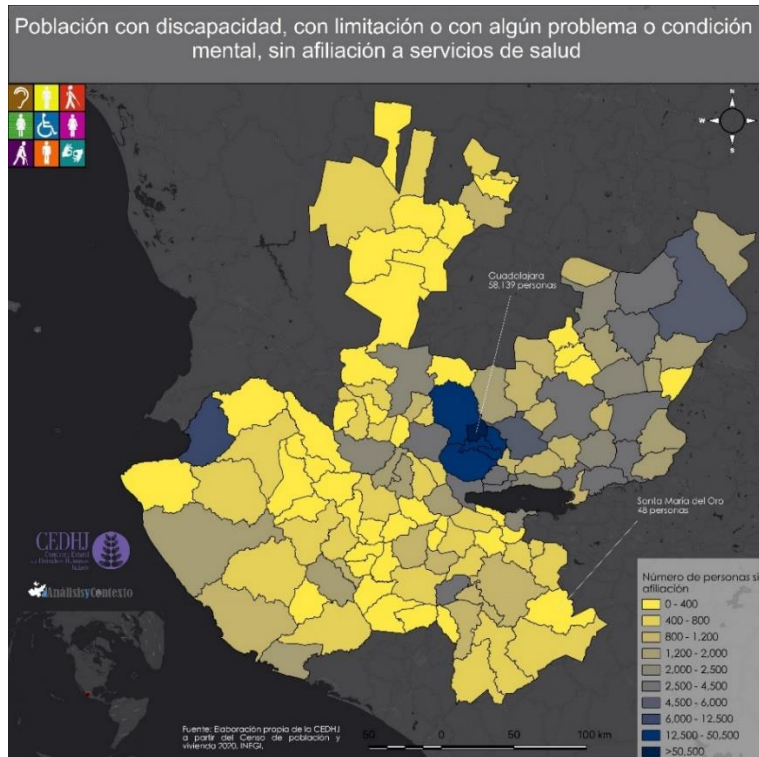 Población con discapacidad, con limitación o con algún problema o condición
mental, sin afiliación a servicios de salud
N
W
S
Guadalajara
58,139 personas
Santa María del Oro
48 personas
CEDHJ
AnálisisyContexto
Número de personas si
afiliación
0 - 400
400 - 800
800 - 1,200
1,200 - 2,000
2,000 - 2,500
2,500 - 4,500
4,500 - 6,000
6,000 - 12,500
12,500 - 50,500
>50,500
Fuente: Elaboración propia de la CEDHJ
a partir del Censo de población y
vivienda 2020, INEGI.
50 0 50 100 km